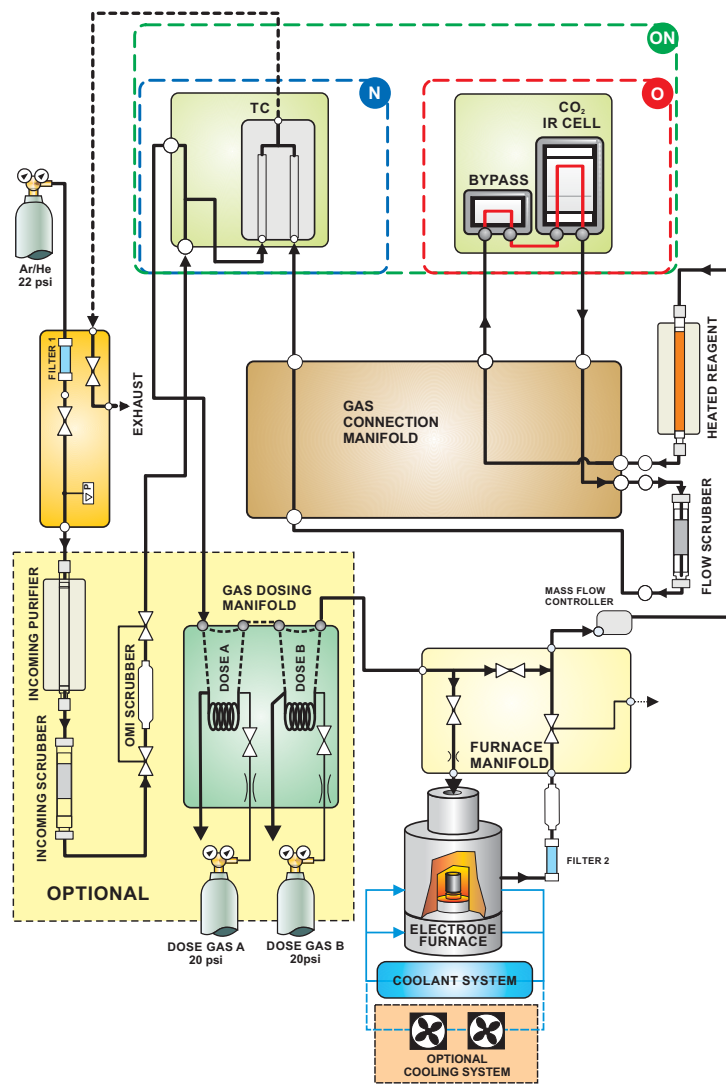 ON
N
O
TC
CO₂
IR CELL
BYPASS
Ar/He
22 psi
FILTER 1
EXHAUST
P
GAS
CONNECTION
MANIFOLD
HEATED REAGENT
FLOW SCRUBBER
INCOMING PURIFIER
OMI SCRUBBER
GAS DOSING
MANIFOLD
DOSE A
DOSE B
MASS FLOW
CONTROLLER
INCOMING SCRUBBER
FURNACE
MANIFOLD
OPTIONAL
FILTER 2
DOSE GAS A
20 psi
DOSE GAS B
20psi
ELECTRODE
FURNACE
COOLANT SYSTEM
OPTIONAL
COOLING SYSTEM